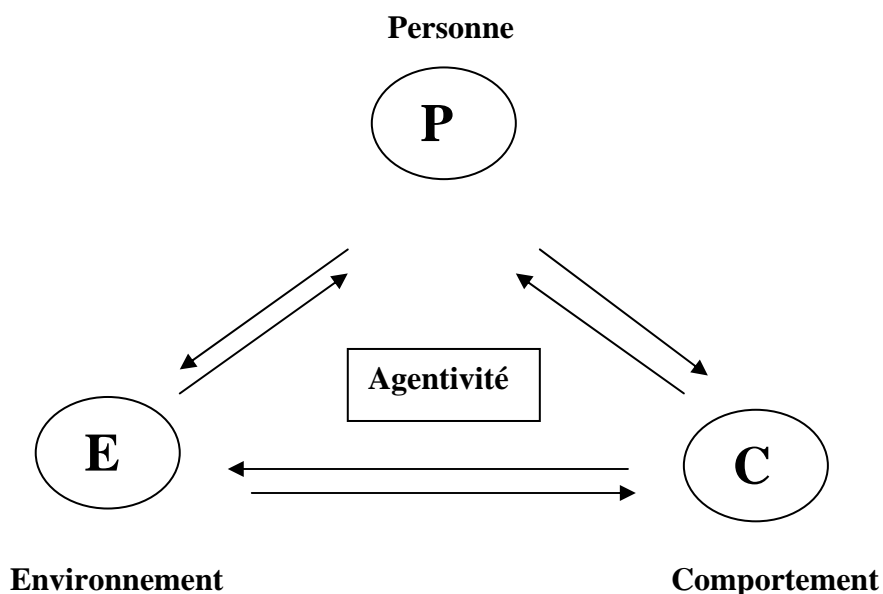 Personne
P
Agentivité
E
C
Environnement
Comportement